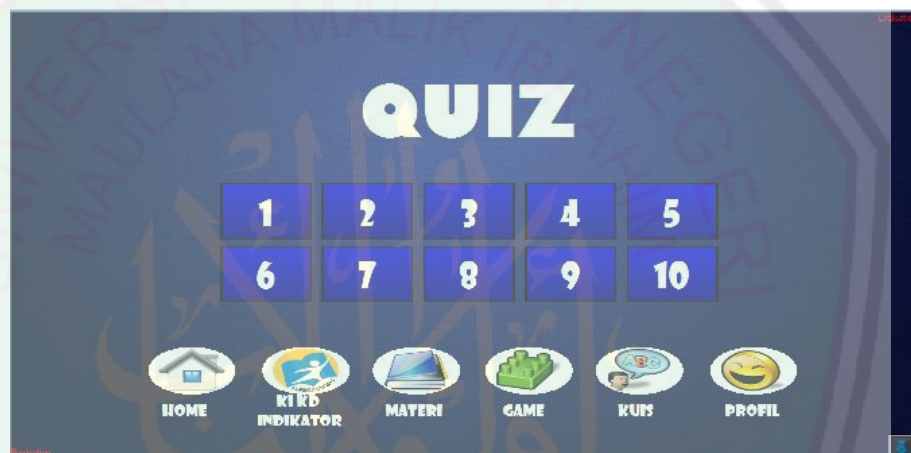 QUIZ
1 2 3 4 5
6 7 8 9 10
HOME
KI KD
INDIKATOR
MATERI
GAME
KUIS
PROFIL